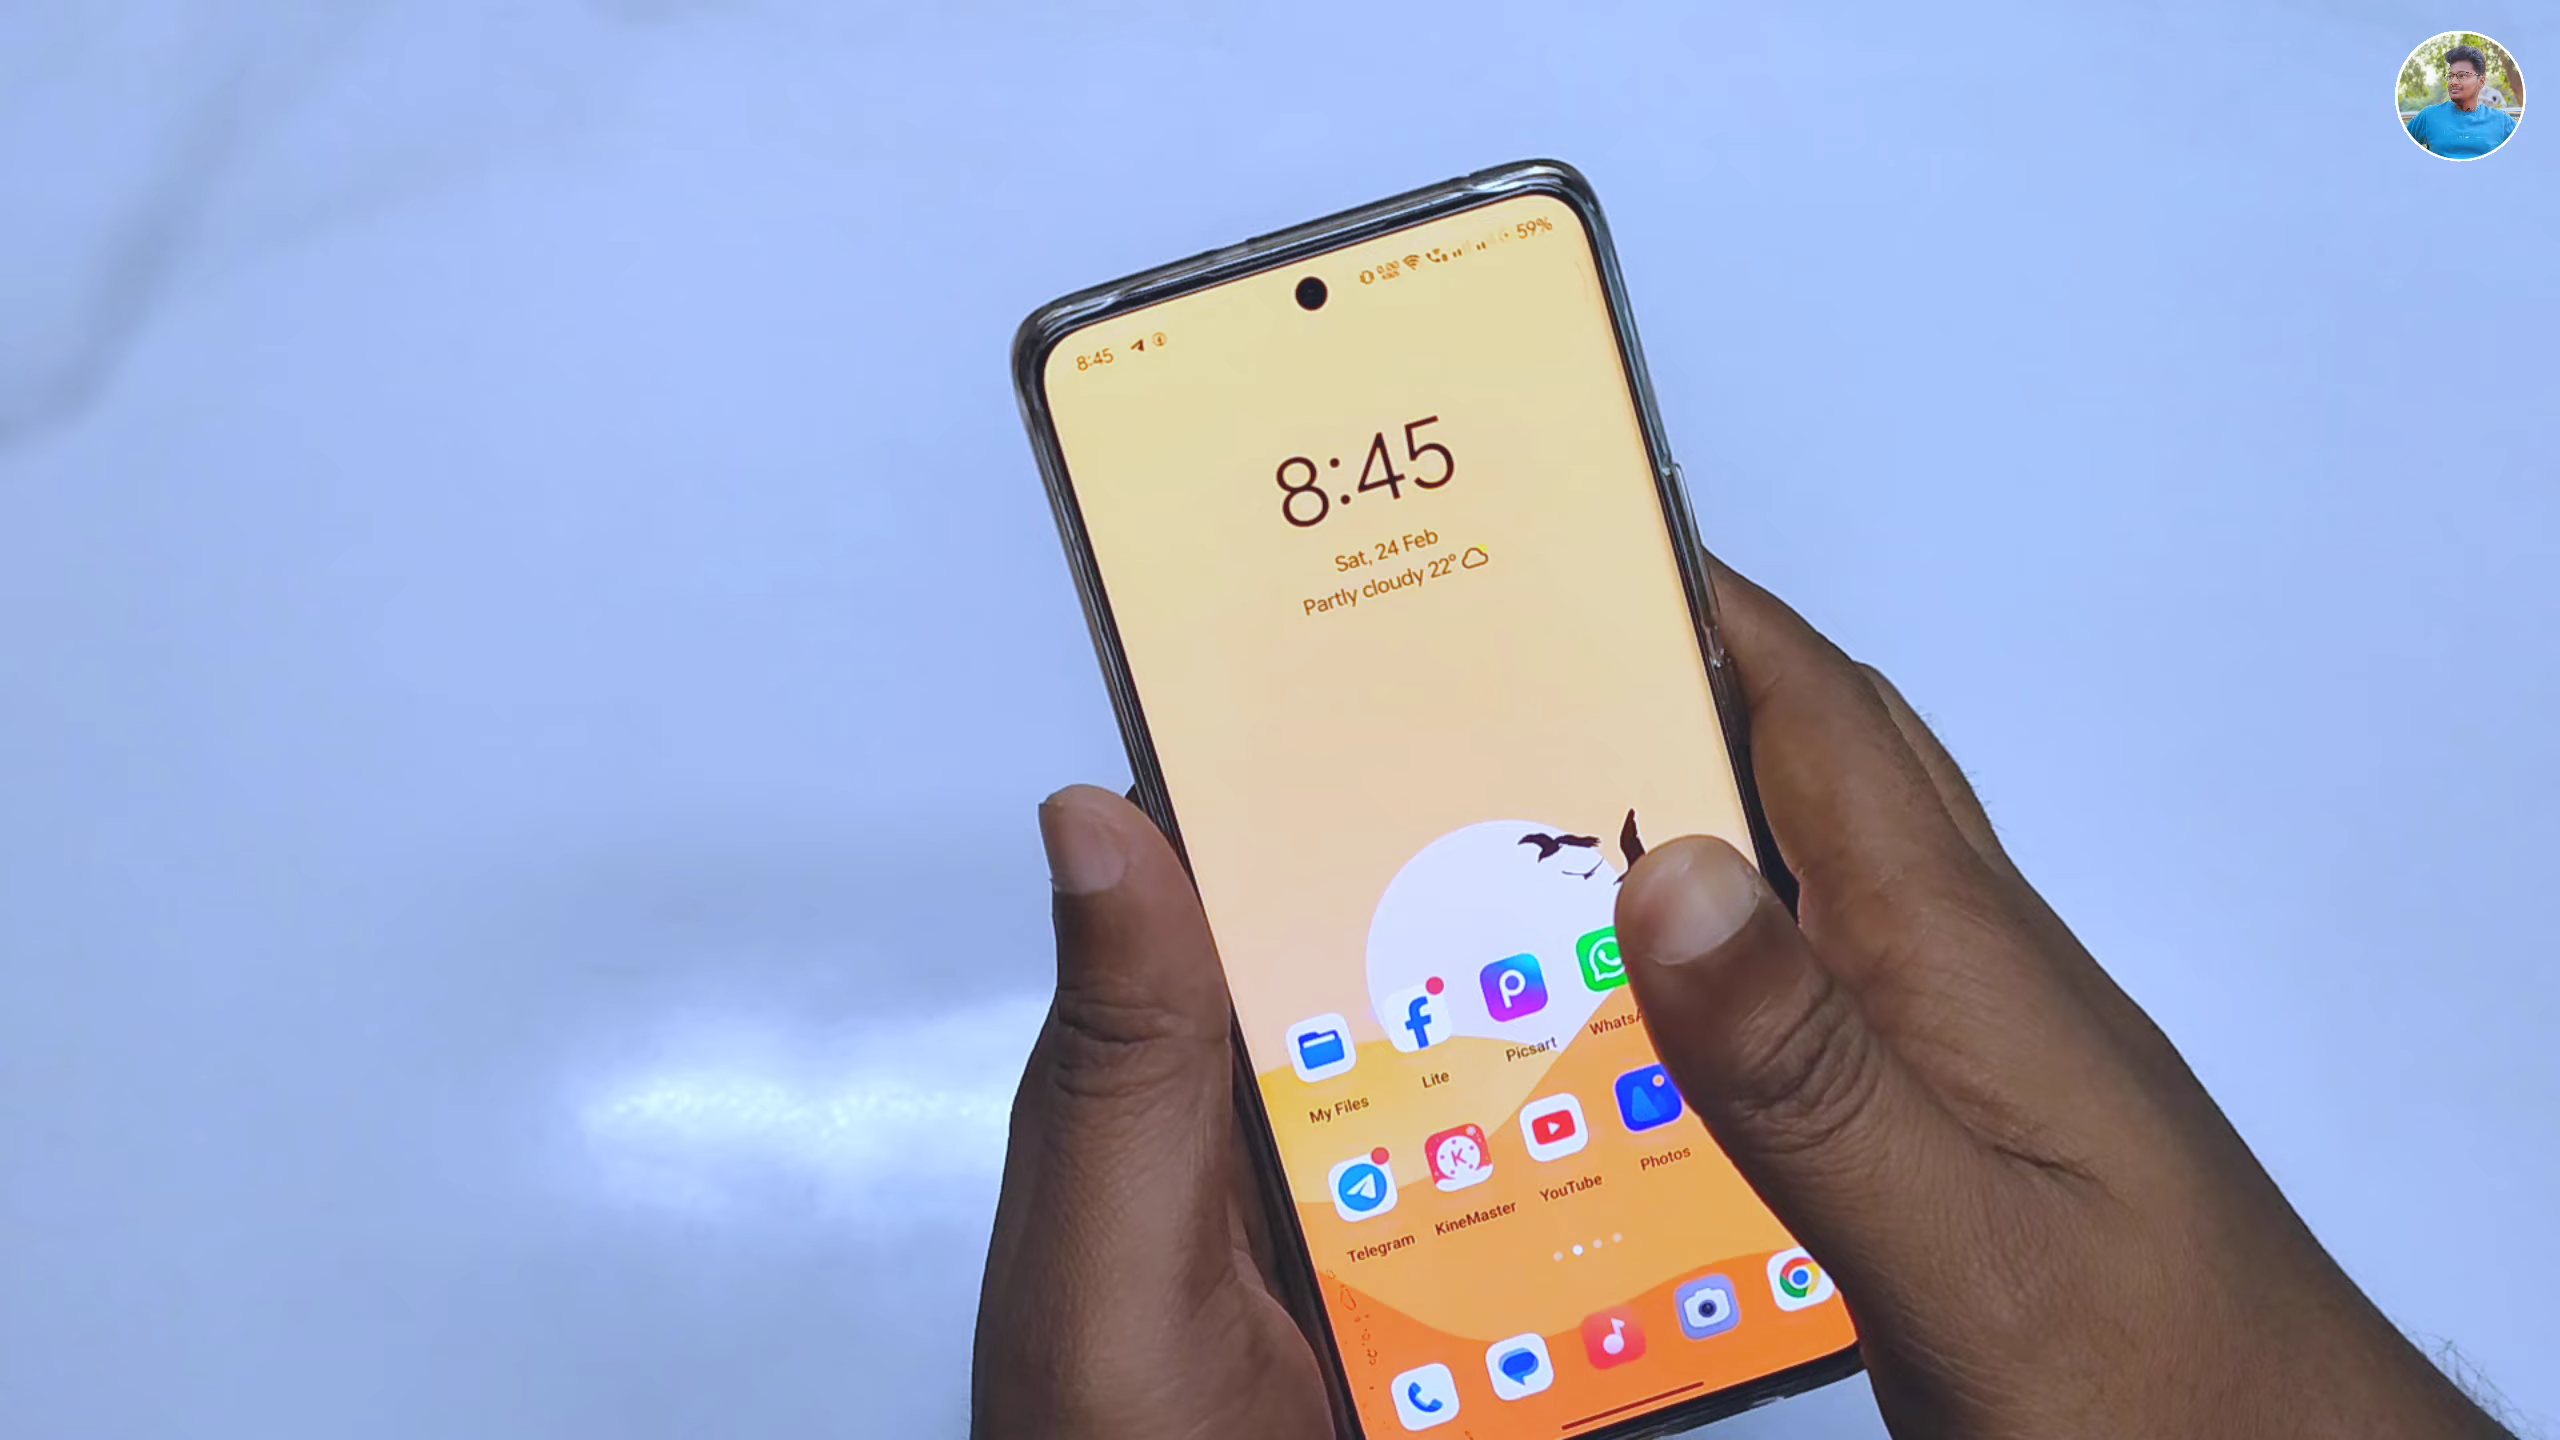 59%
8:45
8:45
Sat, 24 Feb
Partly cloudy 22°
My Files
Lite
Picsart
WhatsA
Telegram
KineMaster
YouTube
Photos